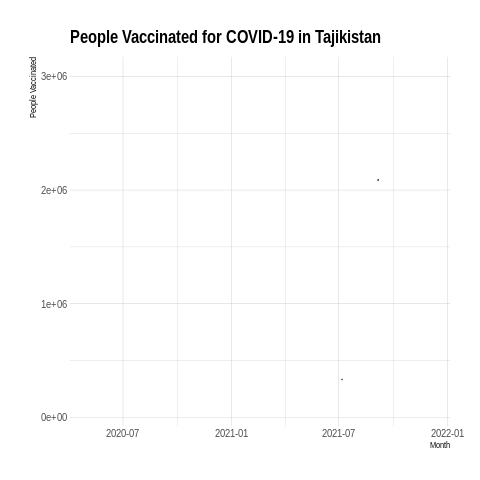 People Vaccinated for COVID-19 in Tajikistan
People Vaccinated
3e+06
2e+06
1e+06
0e+00
2020-07 2021-01 2021-07 2022-01
Month